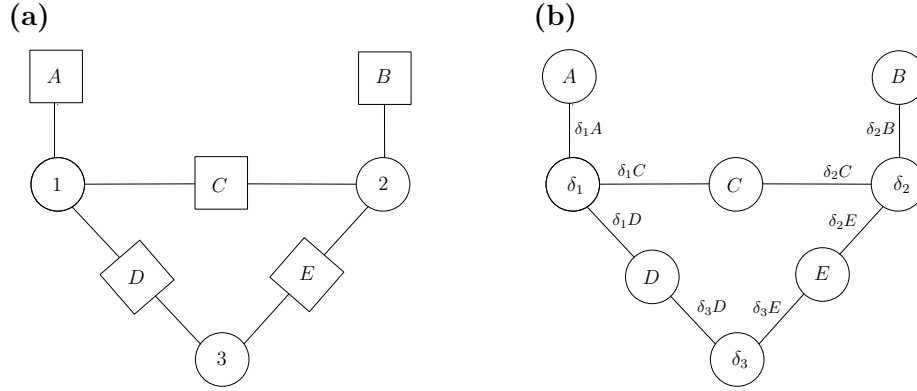 (a) (b)
A B A B
δ₁A δ₂B
1 C 2 δ₁ δ₁C C δ₂C δ₂
δ₁D δ₂E
D E D E
δ₃D δ₃E
3 δ₃